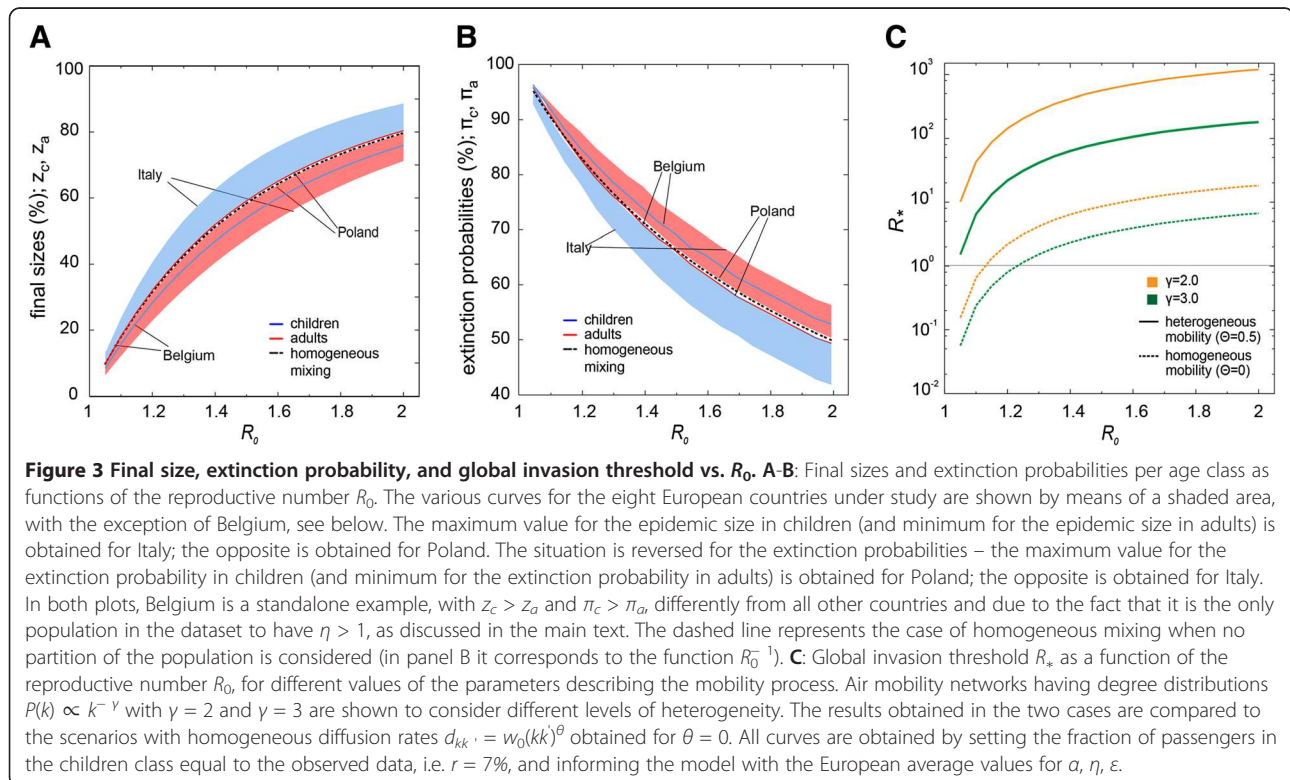 A
B
C
final sizes (%); z_c, z_a
100
80
60
40
20
0
1
1.2
1.4
1.6
1.8
2
R_0
Italy
Poland
Belgium
children
adults
homogeneous
mixing
extinction probabilities (%); π_c, π_a
100
90
80
70
60
50
40
1
1.2
1.4
1.6
1.8
2
R_0
Belgium
Poland
Italy
children
adults
homogeneous
mixing
R_*
10^3
10^2
10^1
10^0
10^-1
10^-2
1
1.2
1.4
1.6
1.8
2
R_0
γ=2.0
γ=3.0
heterogeneous
mobility (Θ=0.5)
homogeneous
mobility (Θ=0)
Figure 3 Final size, extinction probability, and global invasion threshold vs. R_0. A-B: Final sizes and extinction probabilities per age class as
functions of the reproductive number R_0. The various curves for the eight European countries under study are shown by means of a shaded area,
with the exception of Belgium, see below. The maximum value for the epidemic size in children (and minimum for the epidemic size in adults) is
obtained for Italy; the opposite is obtained for Poland. The situation is reversed for the extinction probabilities – the maximum value for the
extinction probability in children (and minimum for the extinction probability in adults) is obtained for Poland; the opposite is obtained for Italy.
In both plots, Belgium is a standalone example, with z_c > z_a and π_c > π_a, differently from all other countries and due to the fact that it is the only
population in the dataset to have η > 1, as discussed in the main text. The dashed line represents the case of homogeneous mixing when no
partition of the population is considered (in panel B it corresponds to the function R_0^- 1). C: Global invasion threshold R_* as a function of the
reproductive number R_0, for different values of the parameters describing the mobility process. Air mobility networks having degree distributions
P(k) ∝ k^- γ with γ = 2 and γ = 3 are shown to consider different levels of heterogeneity. The results obtained in the two cases are compared to
the scenarios with homogeneous diffusion rates d_kk ' = w_0(kk')^θ obtained for θ = 0. All curves are obtained by setting the fraction of passengers in
the children class equal to the observed data, i.e. r = 7%, and informing the model with the European average values for a, η, ε.